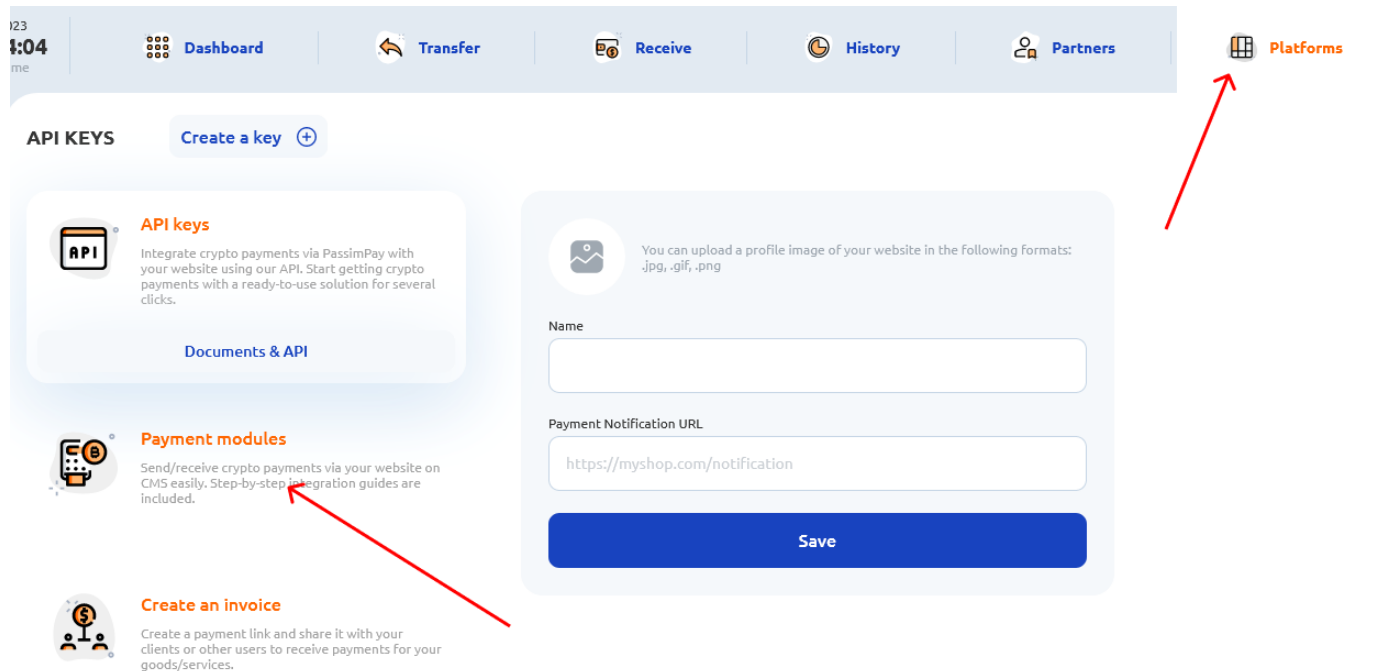 4:04
Dashboard
Transfer
Receive
History
Partners
Platforms
API KEYS
Create a key
API keys
API
Integrate crypto payments via PassimPay with
your website using our API. Start getting crypto
payments with a ready-to-use solution for several
clicks.
Documents & API
Payment modules
Send/receive crypto payments via your website on
CMS easily. Step-by-step integration guides are
included.
Create an invoice
Create a payment link and share it with your
clients or other users to receive payments for your
goods/services.
You can upload a profile image of your website in the following formats:
.jpg, .gif, .png
Name
Payment Notification URL
https://myshop.com/notification
Save